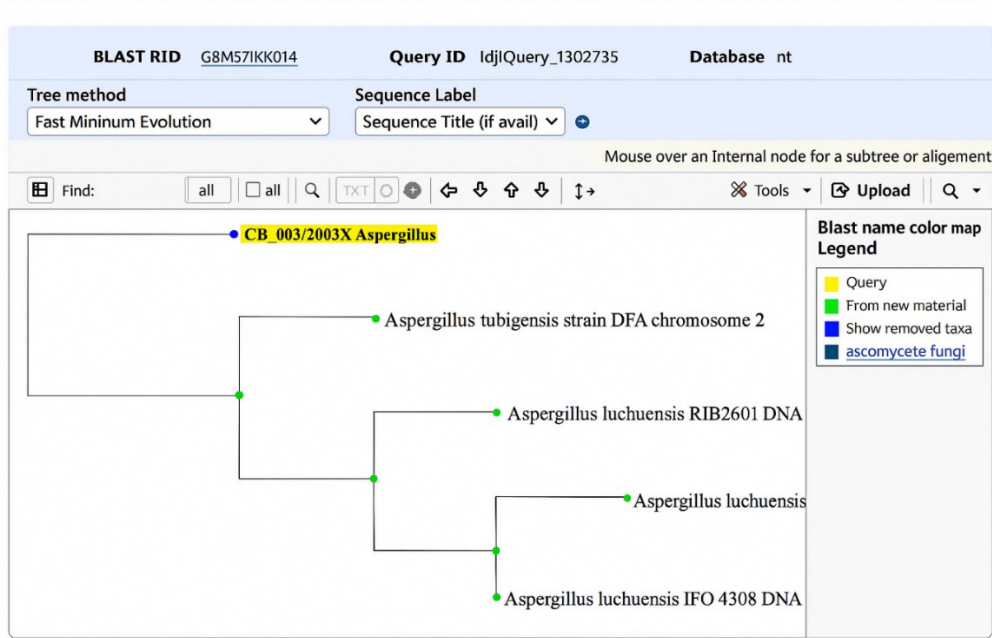 BLAST RID G8M57IKK014 Query ID IdjlQuery_1302735 Database nt
Tree method Sequence Label
Fast Mininum Evolution Sequence Title (if avail)
Mouse over an Internal node for a subtree or aligement
Find: all all TXT Tools Upload
CB_003/2003X Aspergillus
Aspergillus tubigensis strain DFA chromosome 2
Aspergillus luchuensis RIB2601 DNA
Aspergillus luchuensis
Aspergillus luchuensis IFO 4308 DNA
Blast name color map
Legend
Query
From new material
Show removed taxa
ascomycete fungi